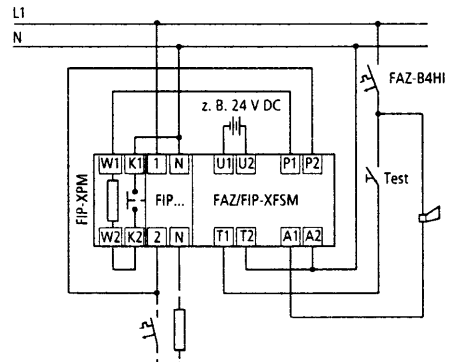 L1
N
FAZ-B4HI
z. B. 24 V DC
W1 K1 1 N U1 U2 P1 P2
FIP-XPM
FIP...
FAZ/FIP-XFSM
Test
W2 K2 2 N T1 T2 A1 A2